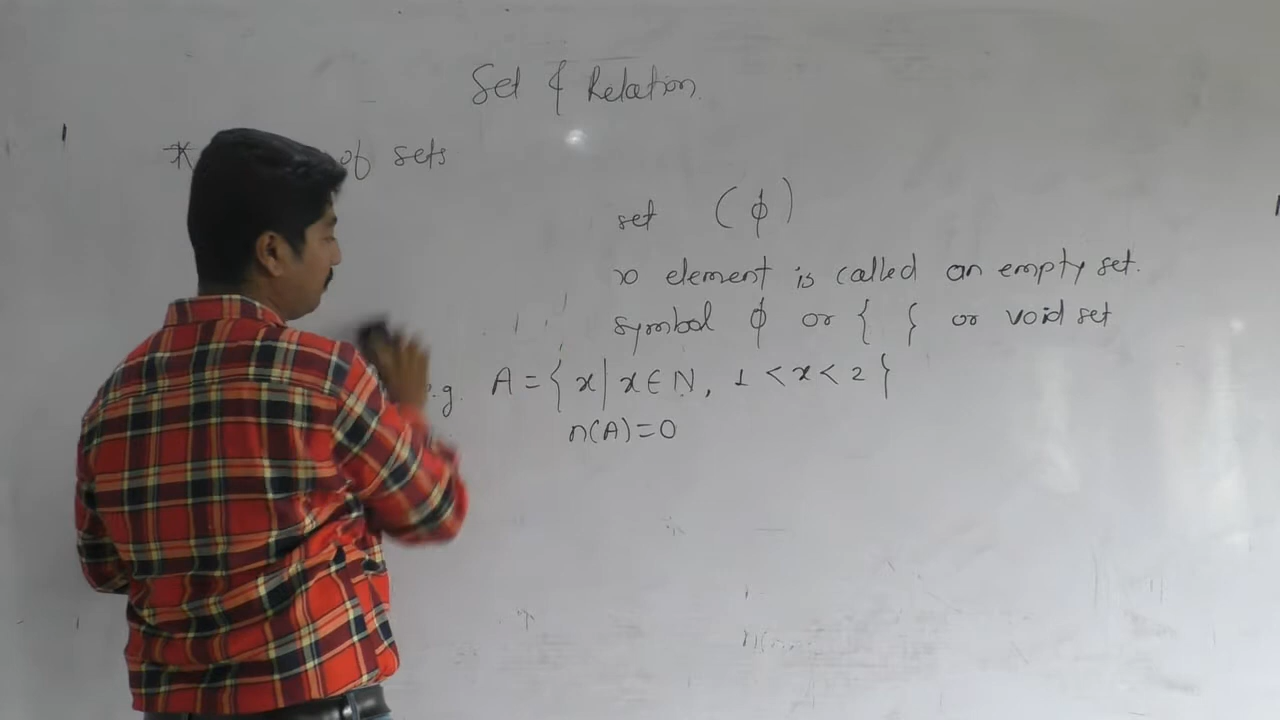 Set & Relation.
* of sets
set (ϕ)
no element is called an empty set.
symbol ϕ or { } or void set
e.g. A = { x | x ∈ N, 1 < x < 2 }
n(A) = 0